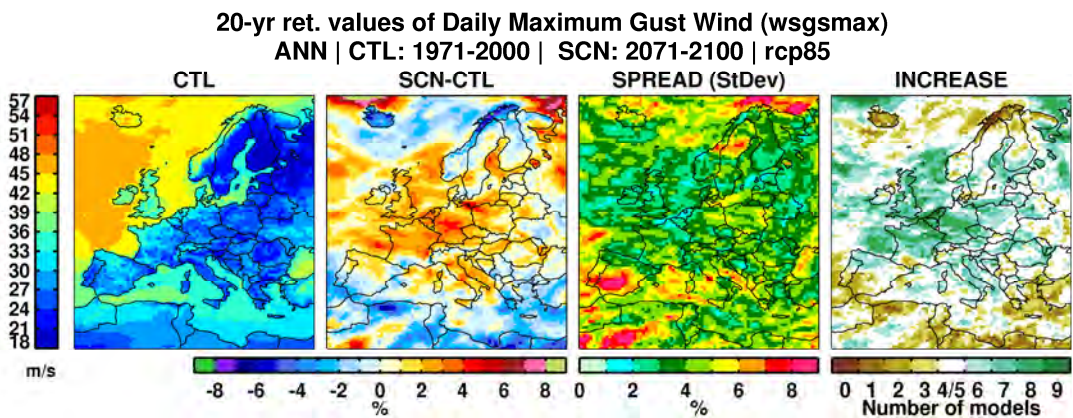 20-yr ret. values of Daily Maximum Gust Wind (wsgsmax)
ANN | CTL: 1971-2000 | SCN: 2071-2100 | rcp85
CTL
SCN-CTL
SPREAD (StDev)
INCREASE
57
54
51
48
45
42
39
36
33
30
27
24
21
18
m/s
-8 -6 -4 -2 0 2 4 6 8
%
0 2 4 6 8
%
0 1 2 3 4/5 6 7 8 9
Number of models